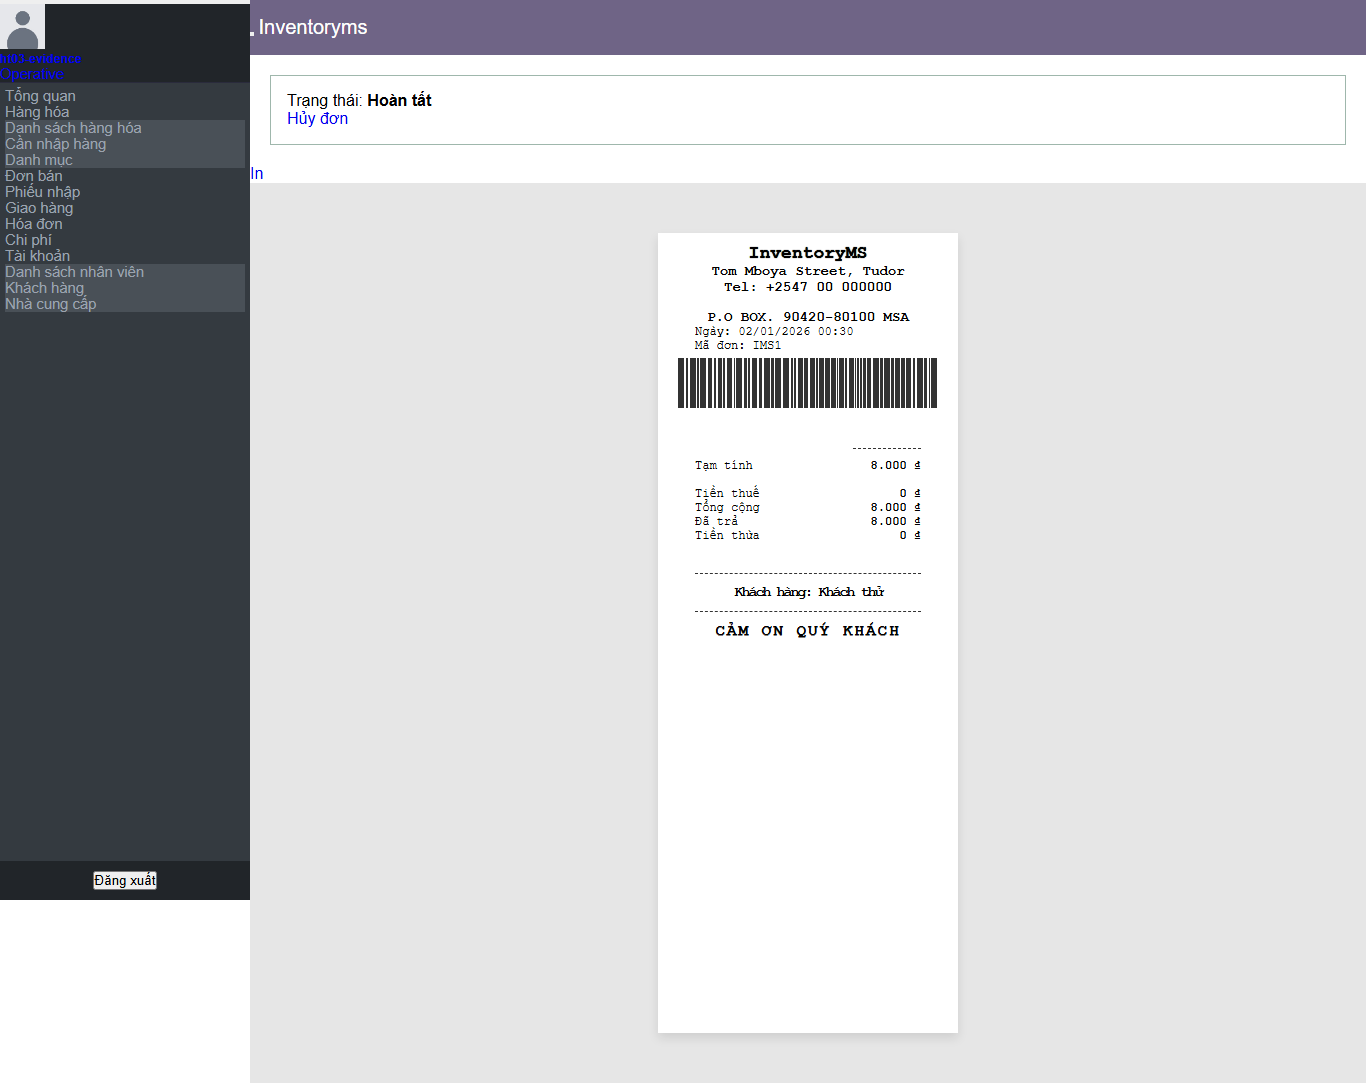 Inventoryms
Operative
Tổng quan
Hàng hóa
Danh sách hàng hóa
Cần nhập hàng
Danh mục
Đơn bán
Phiếu nhập
Giao hàng
Hóa đơn
Chi phí
Tài khoản
Danh sách nhân viên
Khách hàng
Nhà cung cấp
Đăng xuất
Trạng thái: Hoàn tất
Hủy đơn
In
InventoryMS
Tom Mboya Street, Tudor
Tel: +2547 00 000000
P.O BOX. 90420-80100 MSA
Ngày: 02/01/2026 00:30
Mã đơn: IMS1
Tạm tính 8.000 ₫
Tiền thuế 0 ₫
Tổng cộng 8.000 ₫
Đã trả 8.000 ₫
Tiền thừa 0 ₫
Khách hàng: Khách thử
CẢM ƠN QUÝ KHÁCH